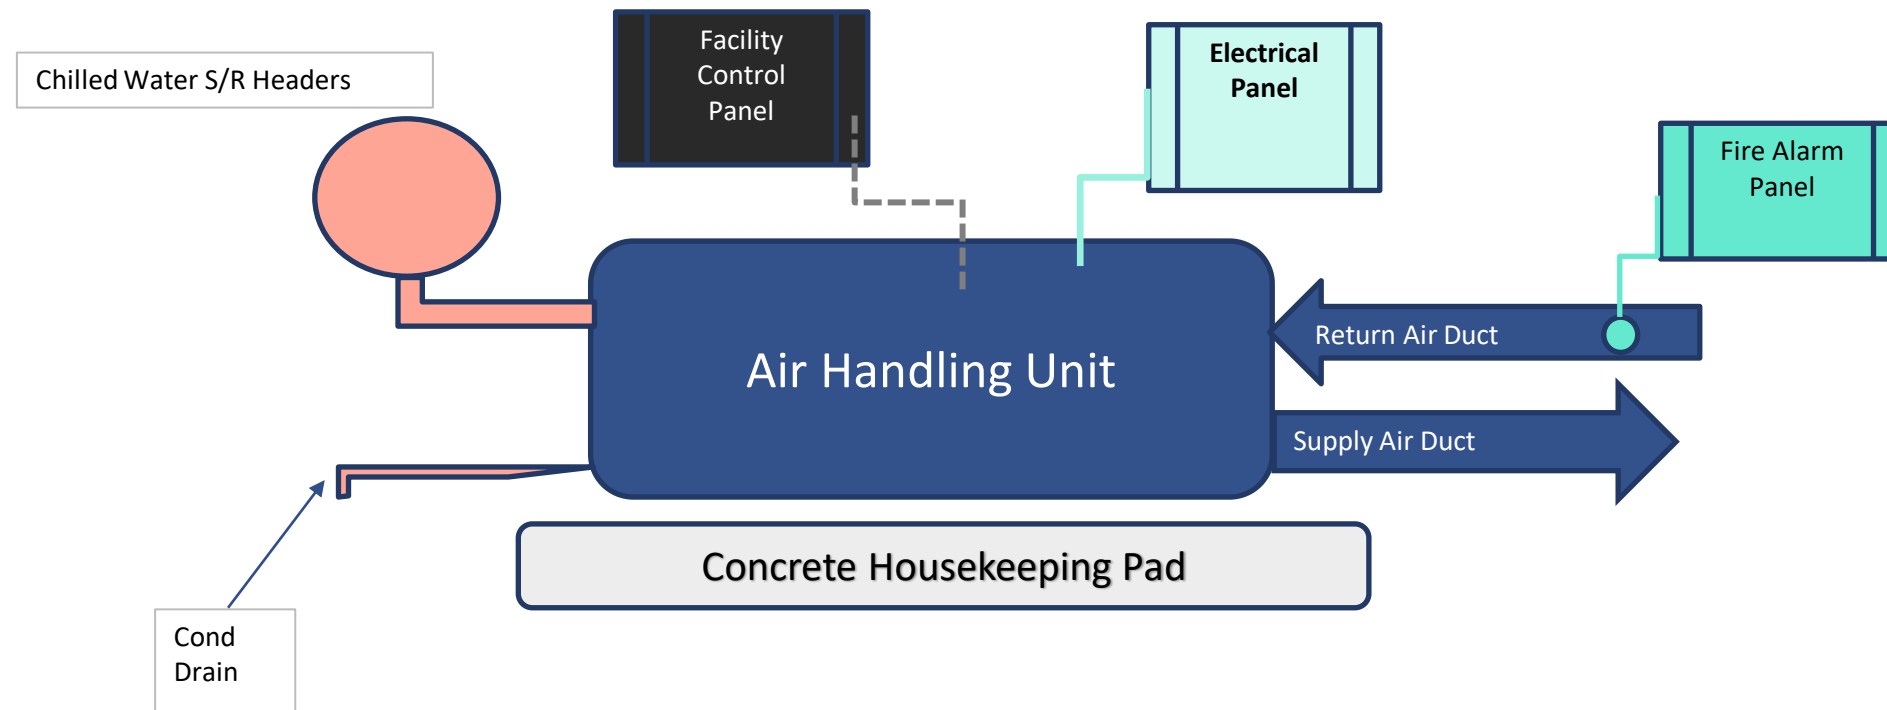 Chilled Water S/R Headers
Facility
Control
Panel
Electrical
Panel
Fire Alarm
Panel
Return Air Duct
Air Handling Unit
Supply Air Duct
Concrete Housekeeping Pad
Cond
Drain